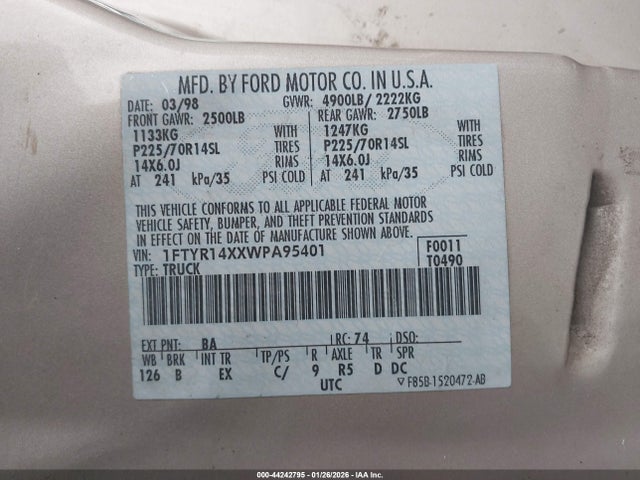 MFD. BY FORD MOTOR CO. IN U.S.A.
DATE: 03/98 GVWR: 4900LB/ 2222KG
FRONT GAWR: 2500LB REAR GAWR: 2750LB
1133KG WITH 1247KG WITH
P225/70R14SL TIRES P225/70R14SL TIRES
14X6.0J RIMS 14X6.0J RIMS
AT 241 kPa/35 PSI COLD AT 241 kPa/35 PSI COLD
THIS VEHICLE CONFORMS TO ALL APPLICABLE FEDERAL MOTOR
VEHICLE SAFETY, BUMPER, AND THEFT PREVENTION STANDARDS
IN EFFECT ON THE DATE OF MANUFACTURE SHOWN ABOVE.
VIN: 1FTYR14XXWPA95401 F0011
TYPE: TRUCK T0490
EXT PNT: BA RC: 74 DSO:
WB BRK INT TR TP/PS R AXLE TR SPR
126 B EX C/ 9 R5 D DC
UTC F85B-1520472-AB
000-44242795 - 01/26/2026 - IAA Inc.